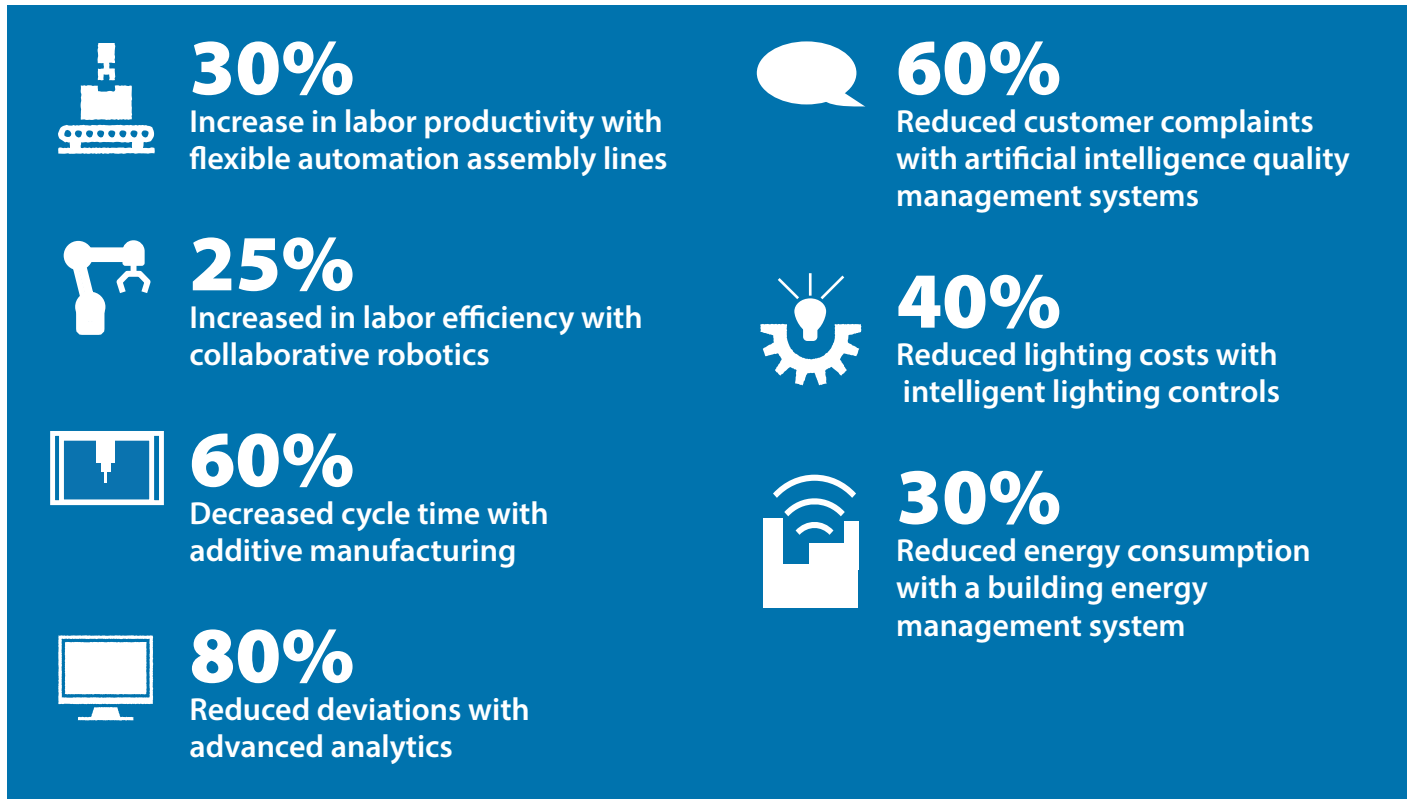 30%
Increase in labor productivity with
flexible automation assembly lines
25%
Increased in labor efficiency with
collaborative robotics
60%
Decreased cycle time with
additive manufacturing
80%
Reduced deviations with
advanced analytics
60%
Reduced customer complaints
with artificial intelligence quality
management systems
40%
Reduced lighting costs with
intelligent lighting controls
30%
Reduced energy consumption
with a building energy
management system